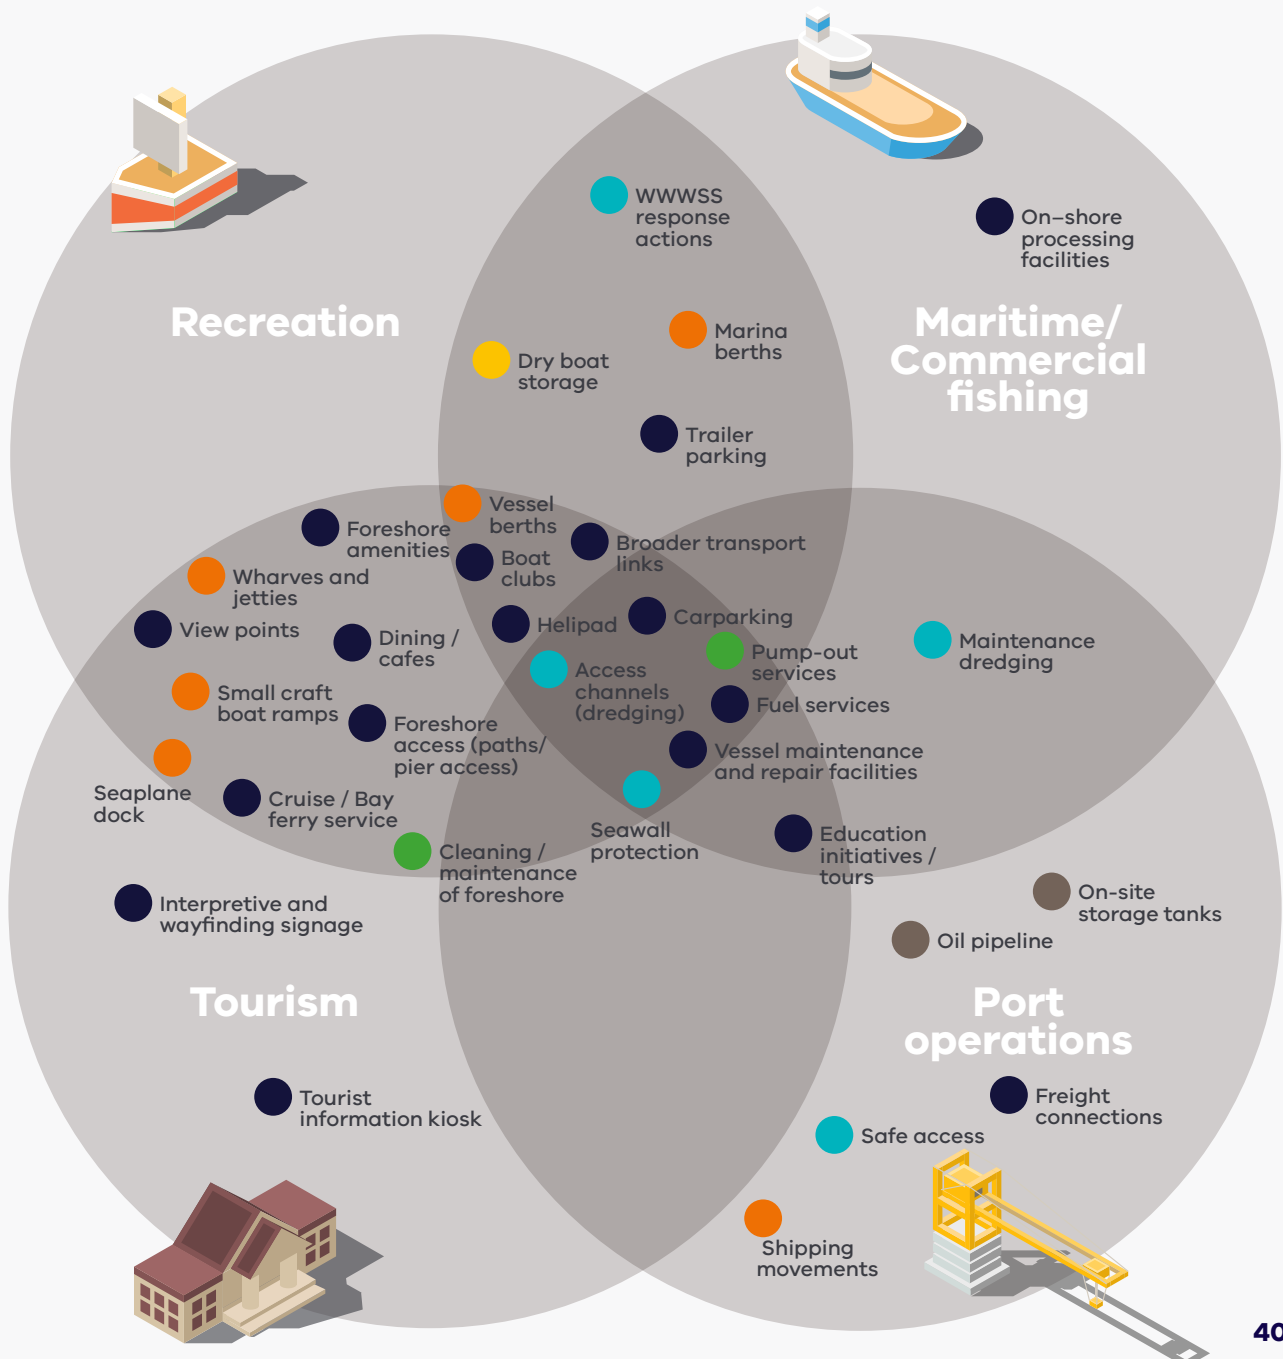 WWWSS
response
actions
On–shore
processing
facilities
Recreation
Maritime/
Commercial
fishing
Marina
berths
Dry boat
storage
Trailer
parking
Vessel
berths
Foreshore
amenities
Broader transport
links
Boat
clubs
Wharves and
jetties
View points
Dining /
cafes
Helipad
Carparking
Maintenance
dredging
Pump-out
services
Access
channels
(dredging)
Small craft
boat ramps
Fuel services
Foreshore
access (paths/
pier access)
Vessel maintenance
and repair facilities
Seaplane
dock
Cruise / Bay
ferry service
Seawall
protection
Education
initiatives /
tours
Cleaning /
maintenance
of foreshore
Interpretive and
wayfinding signage
On-site
storage tanks
Oil pipeline
Tourism
Port
operations
Tourist
information kiosk
Freight
connections
Safe access
Shipping
movements
40